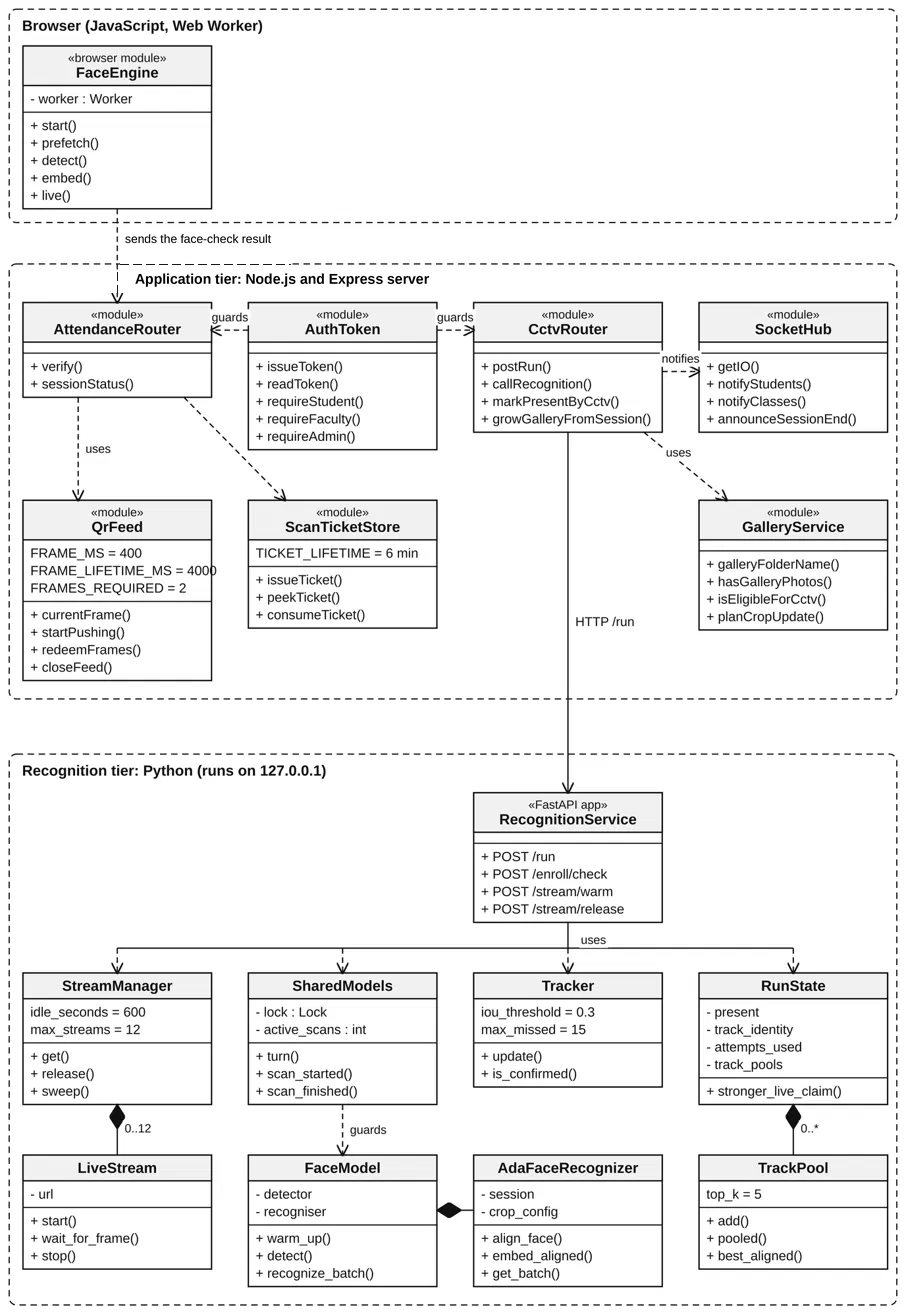 Browser (JavaScript, Web Worker)
«browser module»
FaceEngine
- worker : Worker
+ start()
+ prefetch()
+ detect()
+ embed()
+ live()
sends the face-check result
Application tier: Node.js and Express server
«module»
AttendanceRouter
+ verify()
+ sessionStatus()
guards
«module»
AuthToken
+ issueToken()
+ readToken()
+ requireStudent()
+ requireFaculty()
+ requireAdmin()
guards
«module»
CctvRouter
+ postRun()
+ callRecognition()
+ markPresentByCctv()
+ growGalleryFromSession()
notifies
«module»
SocketHub
+ getIO()
+ notifyStudents()
+ notifyClasses()
+ announceSessionEnd()
uses
uses
«module»
QrFeed
FRAME_MS = 400
FRAME_LIFETIME_MS = 4000
FRAMES_REQUIRED = 2
+ currentFrame()
+ startPushing()
+ redeemFrames()
+ closeFeed()
«module»
ScanTicketStore
TICKET_LIFETIME = 6 min
+ issueTicket()
+ peekTicket()
+ consumeTicket()
«module»
GalleryService
+ galleryFolderName()
+ hasGalleryPhotos()
+ isEligibleForCctv()
+ planCropUpdate()
HTTP /run
Recognition tier: Python (runs on 127.0.0.1)
«FastAPI app»
RecognitionService
+ POST /run
+ POST /enroll/check
+ POST /stream/warm
+ POST /stream/release
uses
StreamManager
idle_seconds = 600
max_streams = 12
+ get()
+ release()
+ sweep()
SharedModels
- lock : Lock
- active_scans : int
+ turn()
+ scan_started()
+ scan_finished()
Tracker
iou_threshold = 0.3
max_missed = 15
+ update()
+ is_confirmed()
RunState
- present
- track_identity
- attempts_used
- track_pools
+ stronger_live_claim()
0..12
guards
0..*
LiveStream
- url
+ start()
+ wait_for_frame()
+ stop()
FaceModel
- detector
- recogniser
+ warm_up()
+ detect()
+ recognize_batch()
AdaFaceRecognizer
- session
- crop_config
+ align_face()
+ embed_aligned()
+ get_batch()
TrackPool
top_k = 5
+ add()
+ pooled()
+ best_aligned()